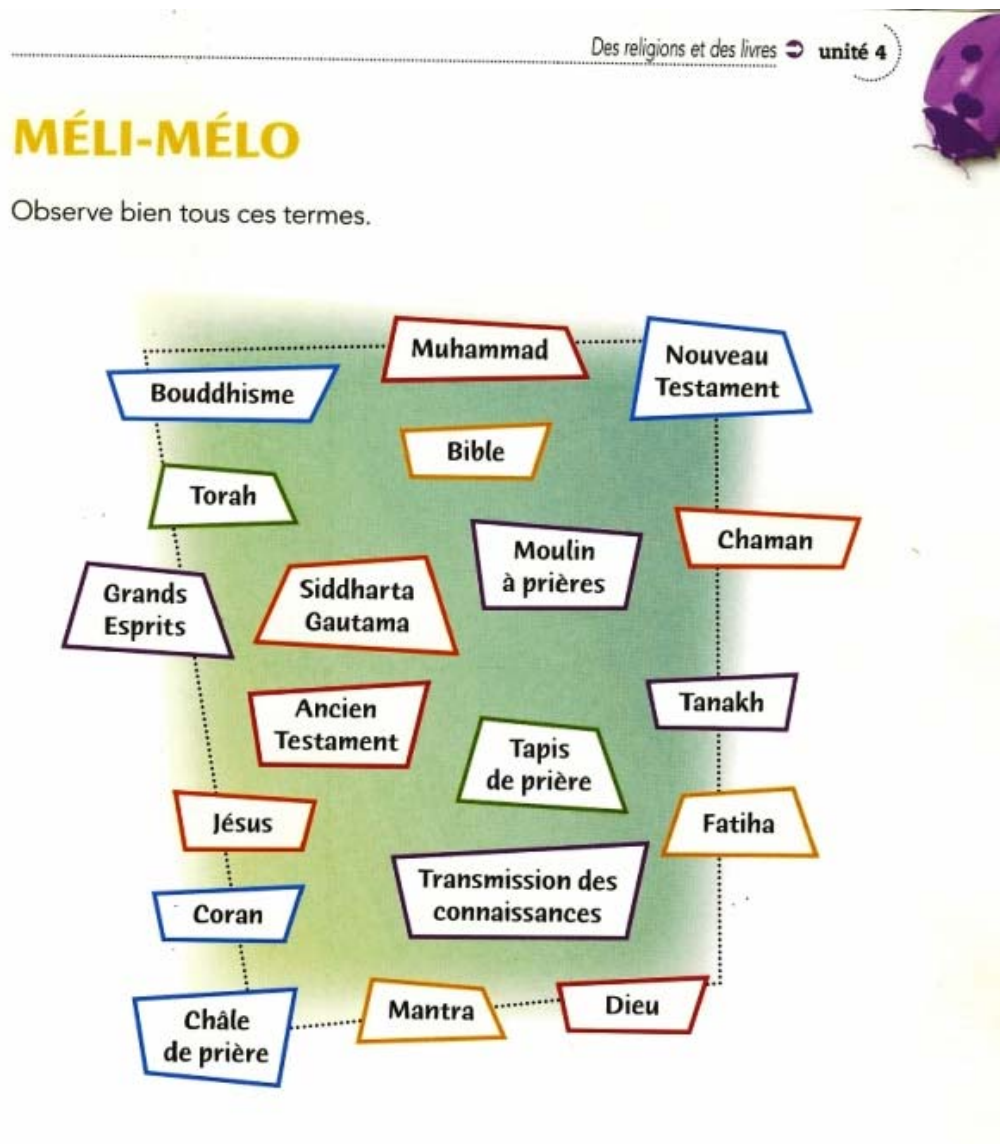 Des religions et des livres ➲ unité 4
MÉLI-MÉLO
Observe bien tous ces termes.
Muhammad
Nouveau
Testament
Bouddhisme
Bible
Torah
Chaman
Moulin
à prières
Grands
Esprits
Siddharta
Gautama
Tanakh
Ancien
Testament
Tapis
de prière
Jésus
Fatiha
Transmission des
connaissances
Coran
Mantra
Dieu
Châle
de prière